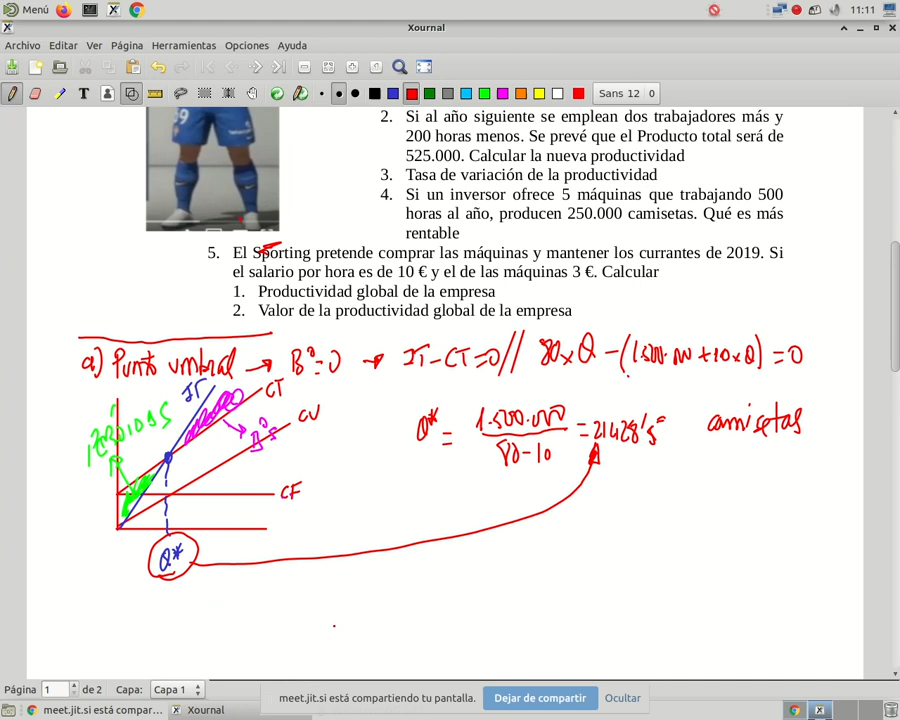 Menú
11:11
Xournal
Archivo Editar Ver Página Herramientas Opciones Ayuda
T
Sans 12 0
39
2. Si al año siguiente se emplean dos trabajadores más y
200 horas menos. Se prevé que el Producto total será de
525.000. Calcular la nueva productividad
3. Tasa de variación de la productividad
4. Si un inversor ofrece 5 máquinas que trabajando 500
horas al año, producen 250.000 camisetas. Qué es más
rentable
5. El Sporting pretende comprar las máquinas y mantener los currantes de 2019. Si
el salario por hora es de 10 € y el de las máquinas 3 €. Calcular
1. Productividad global de la empresa
2. Valor de la productividad global de la empresa
a) Punto umbral → Bº=0 → IT-CT=0 // 80xQ - (1.500.000+10xQ) = 0
IT
CT
CV
Bºs
CF
Q*
Q* = 1.500.000 / 80-10 = 21428'5 camisetas
Página 1 de 2 Capa: Capa 1
meet.jit.si está compartiendo tu pantalla. Dejar de compartir Ocultar
meet.jit.si está compar... Xournal